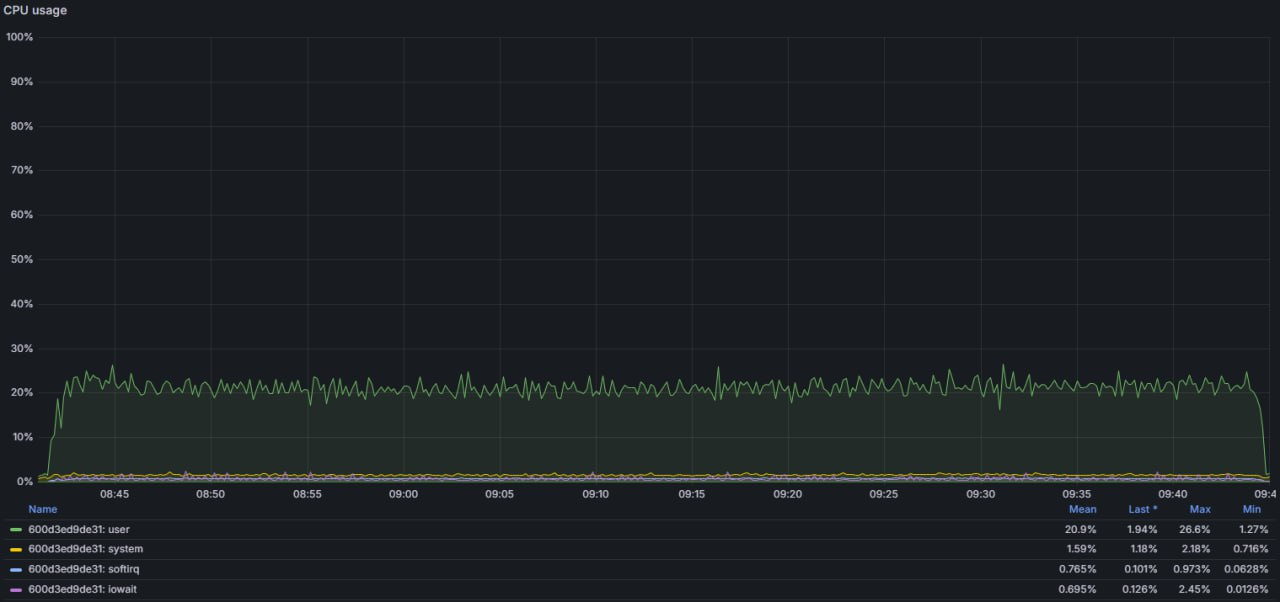 CPU usage
100%
90%
80%
70%
60%
50%
40%
30%
20%
10%
0%
08:45 08:50 08:55 09:00 09:05 09:10 09:15 09:20 09:25 09:30 09:35 09:40 09:4
Name Mean Last * Max Min
600d3ed9de31: user 20.9% 1.94% 26.6% 1.27%
600d3ed9de31: system 1.59% 1.18% 2.18% 0.716%
600d3ed9de31: softirq 0.765% 0.101% 0.973% 0.0628%
600d3ed9de31: iowait 0.695% 0.126% 2.45% 0.0126%